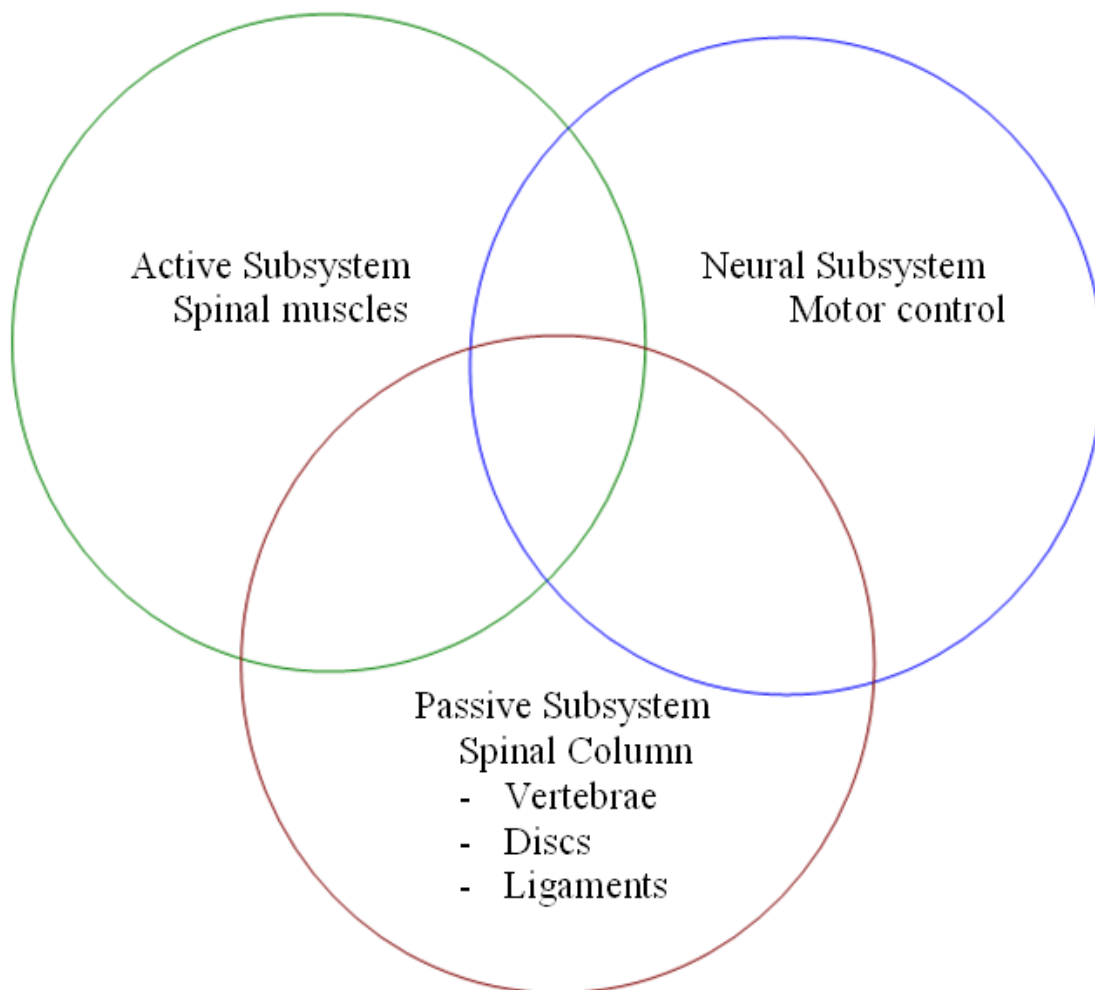 Active Subsystem
Spinal muscles
Neural Subsystem
Motor control
Passive Subsystem
Spinal Column
- Vertebrae
- Discs
- Ligaments